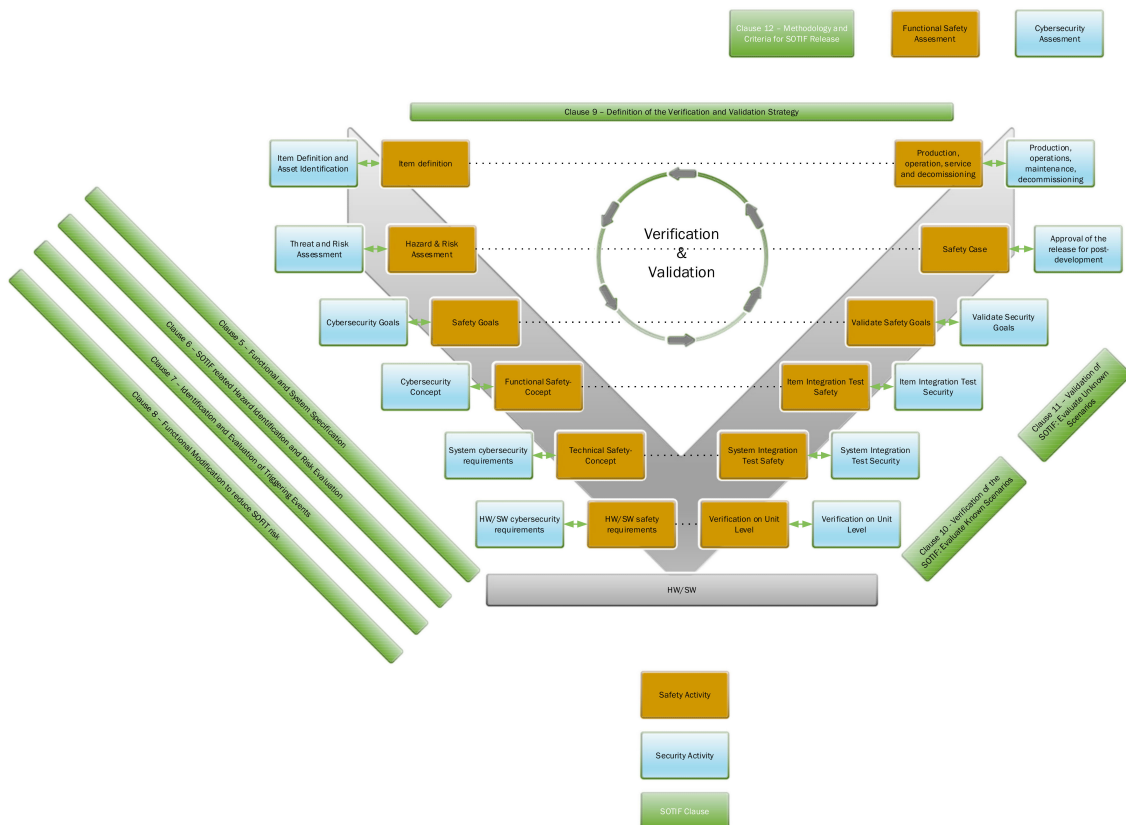 Clause 12 – Methodology and
Criteria for SOTIF Release
Functional Safety
Assesment
Cybersecurity
Assesment
Clause 9 – Definition of the Verification and Validation Strategy
Item Definition and
Asset Identification
Item definition
Production,
operation, service
and decomissioning
Production,
operations,
maintenance,
decommissioning
Verification
&
Validation
Threat and Risk
Assessment
Hazard & Risk
Assesment
Safety Case
Approval of the
release for post-
development
Cybersecurity Goals
Safety Goals
Validate Safety Goals
Validate Security
Goals
Cybersecurity
Concept
Functional Safety-
Cocept
Item Integration Test
Safety
Item Integration Test
Security
System cybersecurity
requirements
Technical Safety-
Concept
System Integration
Test Safety
System Integration
Test Security
HW/SW cybersecurity
requirements
HW/SW safety
requirements
Verification on Unit
Level
Verification on Unit
Level
HW/SW
Clause 5 – Functional and System Specification
Clause 6 – SOTIF related Hazard Identification and Risk Evaluation
Clause 7 – Identification and Evaluation of Triggering Events
Clause 8 - Functional Modification to reduce SOFIT risk
Clause 11 – Validation of
SOTIF: Evaluate Unknown
Scenarios
Clause 10 - Verification of the
SOTIF: Evaluate Known Scenarios
Safety Activity
Security Activity
SOTIF Clause